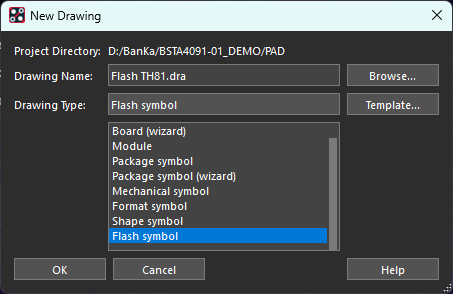 New Drawing
Project Directory: D:/BanKa/BSTA4091-01_DEMO/PAD
Drawing Name: Flash TH81.dra Browse...
Drawing Type: Flash symbol Template...
Board (wizard)
Module
Package symbol
Package symbol (wizard)
Mechanical symbol
Format symbol
Shape symbol
Flash symbol
OK Cancel Help